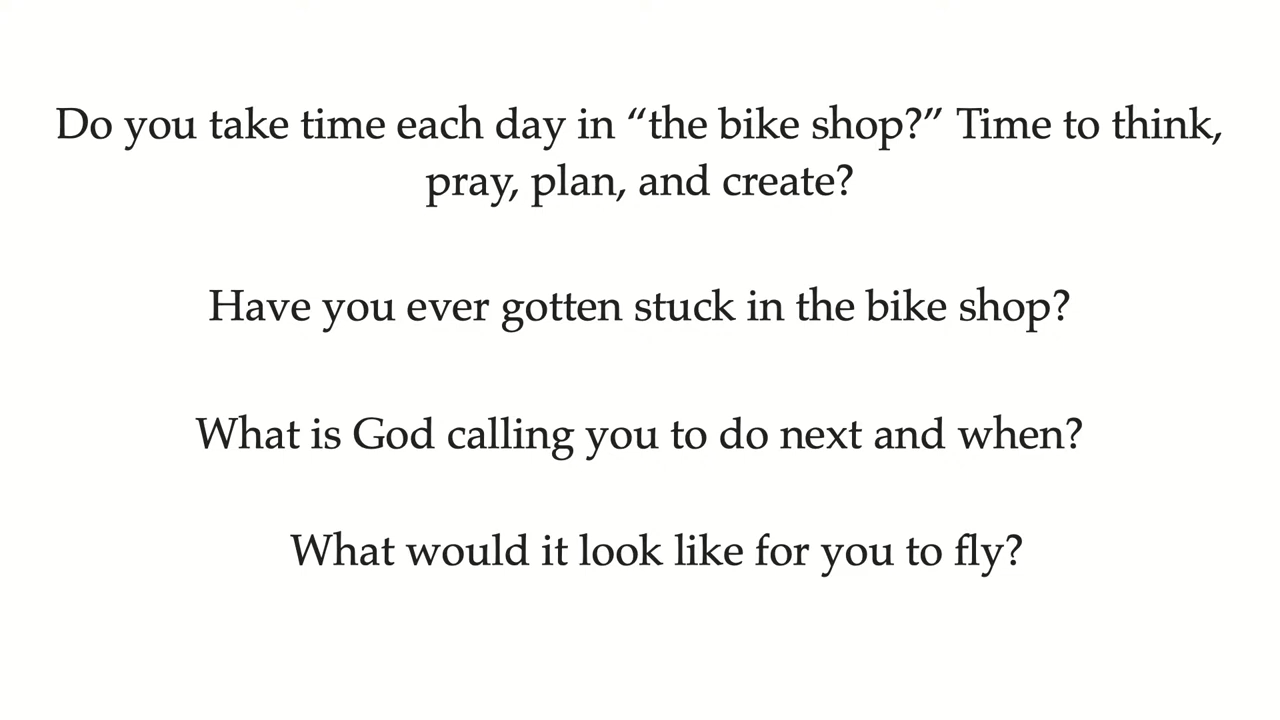 Do you take time each day in “the bike shop?” Time to think,
pray, plan, and create?
Have you ever gotten stuck in the bike shop?
What is God calling you to do next and when?
What would it look like for you to fly?